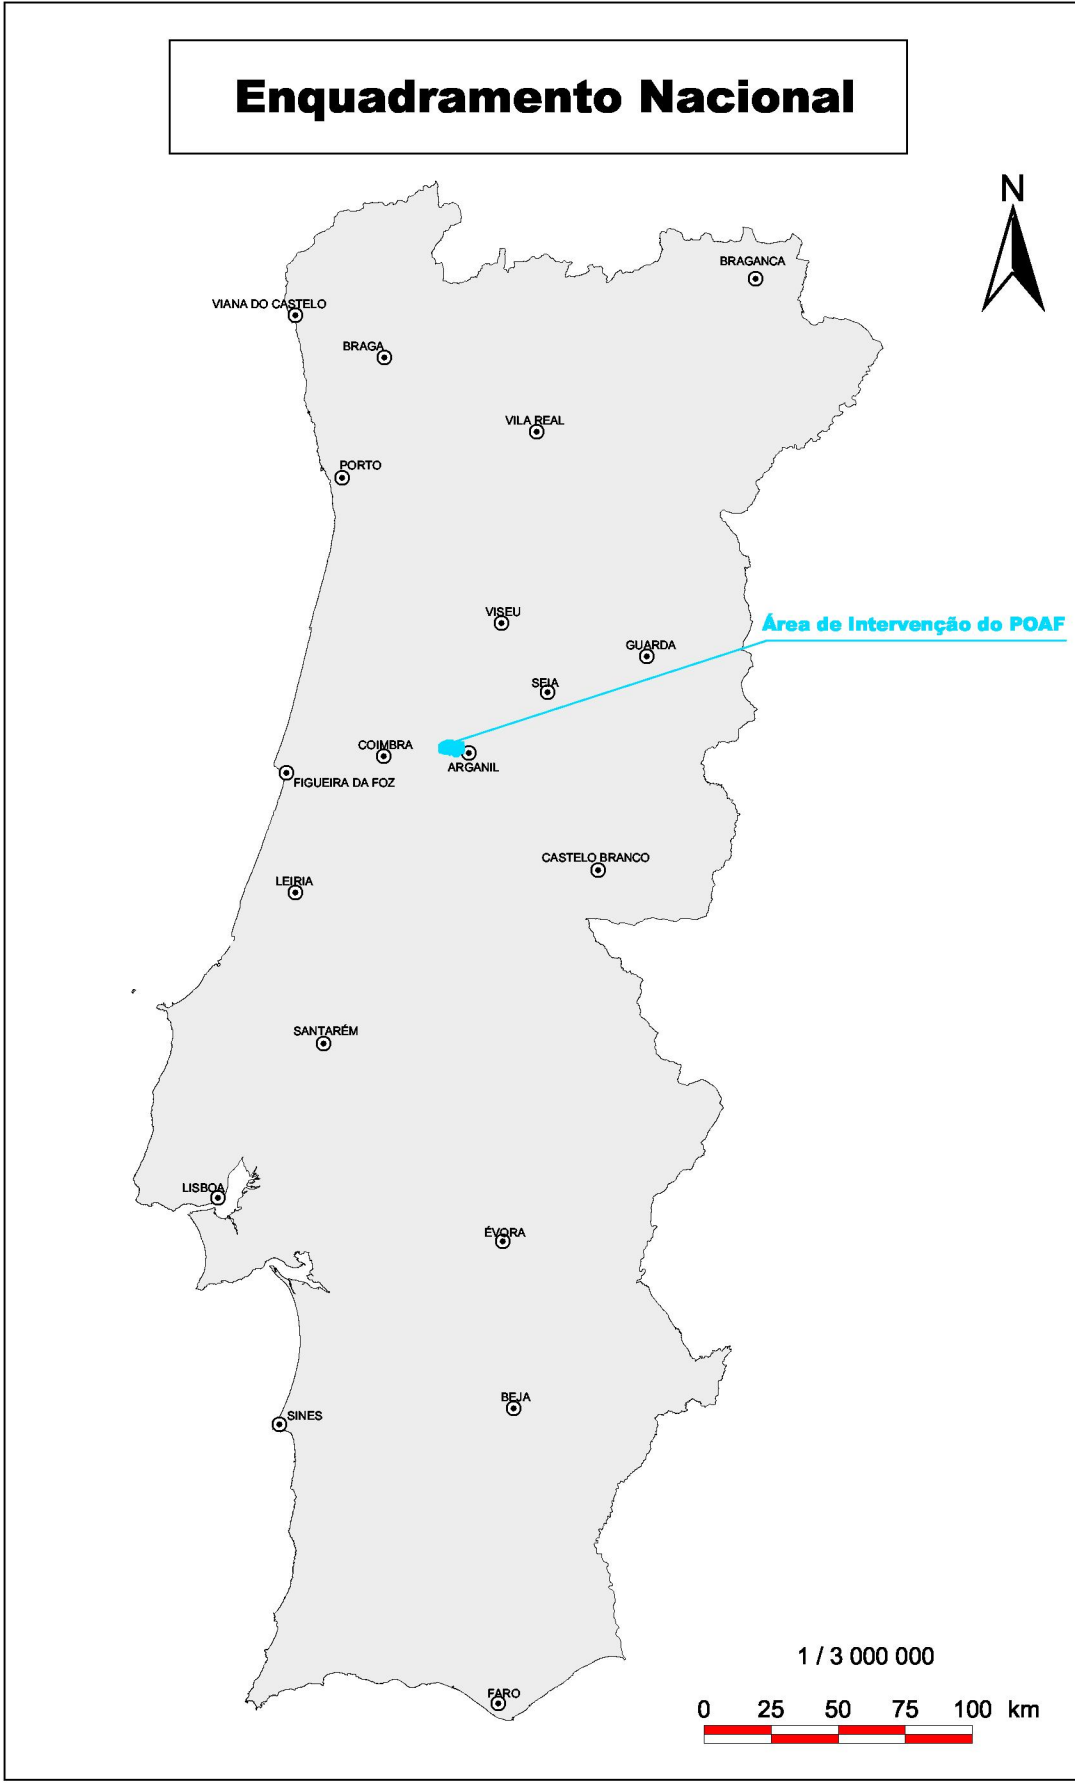 Enquadramento Nacional
N
BRAGANCA
VIANA DO CASTELO
BRAGA
VILA REAL
PORTO
VISEU
Área de Intervenção do POAF
GUARDA
SEIA
COIMBRA
ARGANIL
FIGUEIRA DA FOZ
CASTELO BRANCO
LEIRIA
SANTARÉM
LISBOA
ÉVORA
BEJA
SINES
1 / 3 000 000
FARO
0 25 50 75 100 km